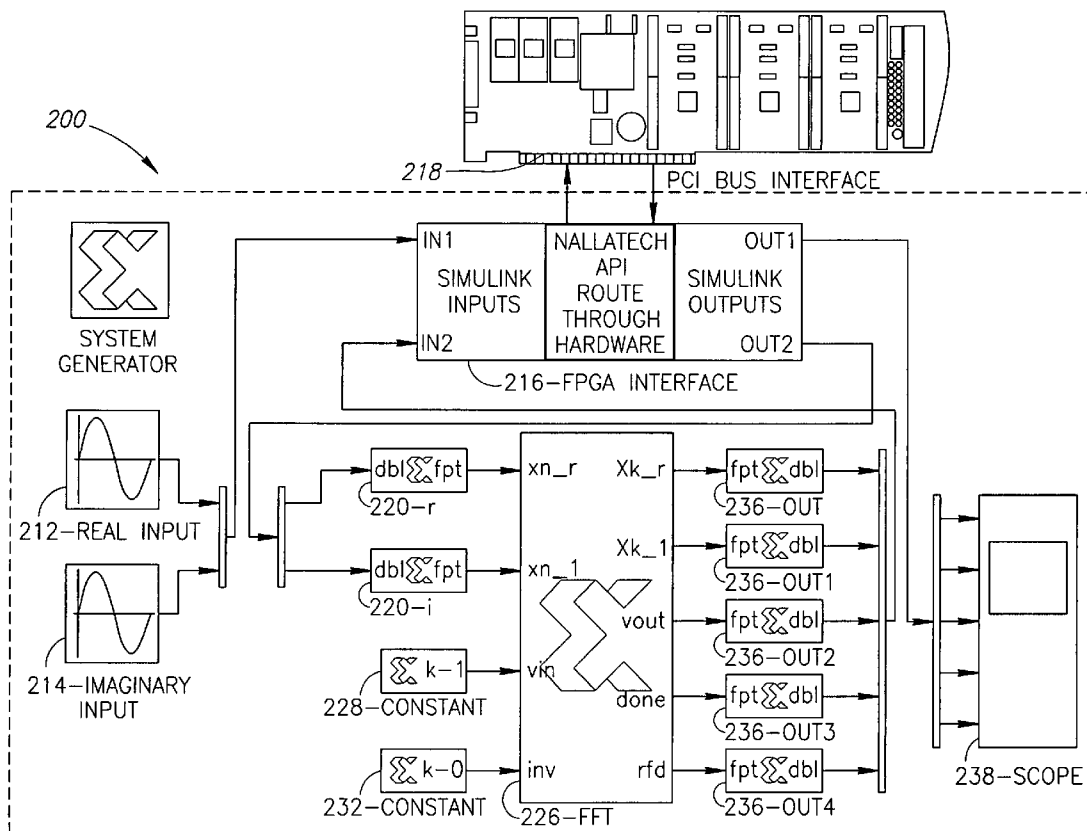 200
218
PCI BUS INTERFACE
IN1
SIMULINK
INPUTS
IN2
NALLATECH
API
ROUTE
THROUGH
HARDWARE
OUT1
SIMULINK
OUTPUTS
OUT2
216-FPGA INTERFACE
SYSTEM
GENERATOR
212-REAL INPUT
214-IMAGINARY
INPUT
dbl fpt
220-r
dbl fpt
220-i
k-1
228-CONSTANT
k-0
232-CONSTANT
xn_r
xn_1
vin
inv
Xk_r
Xk_1
vout
done
rfd
226-FFT
fpt dbl
236-OUT
fpt dbl
236-OUT1
fpt dbl
236-OUT2
fpt dbl
236-OUT3
fpt dbl
236-OUT4
238-SCOPE